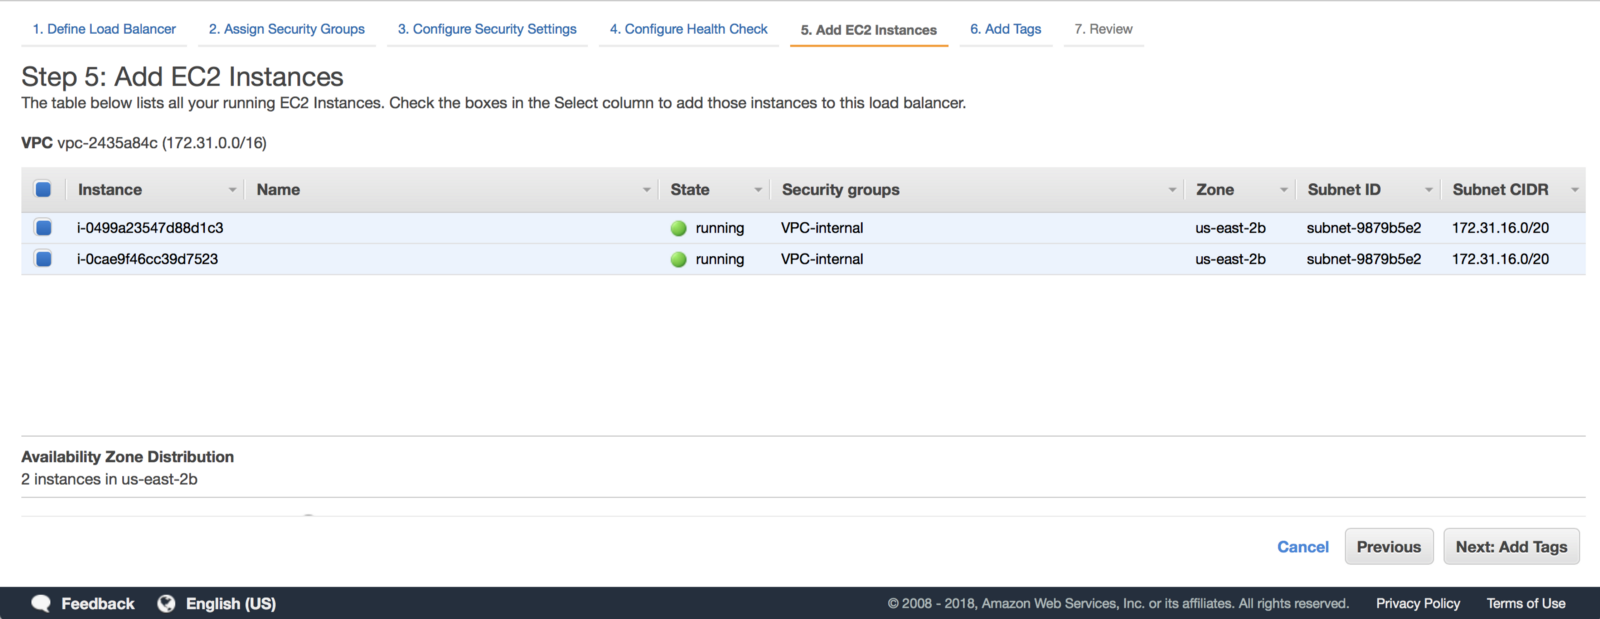 1. Define Load Balancer 2. Assign Security Groups 3. Configure Security Settings 4. Configure Health Check 5. Add EC2 Instances 6. Add Tags 7. Review
Step 5: Add EC2 Instances
The table below lists all your running EC2 Instances. Check the boxes in the Select column to add those instances to this load balancer.
VPC vpc-2435a84c (172.31.0.0/16)
Instance Name State Security groups Zone Subnet ID Subnet CIDR
i-0499a23547d88d1c3 running VPC-internal us-east-2b subnet-9879b5e2 172.31.16.0/20
i-0cae9f46cc39d7523 running VPC-internal us-east-2b subnet-9879b5e2 172.31.16.0/20
Availability Zone Distribution
2 instances in us-east-2b
Cancel Previous Next: Add Tags
Feedback English (US) © 2008 - 2018, Amazon Web Services, Inc. or its affiliates. All rights reserved. Privacy Policy Terms of Use